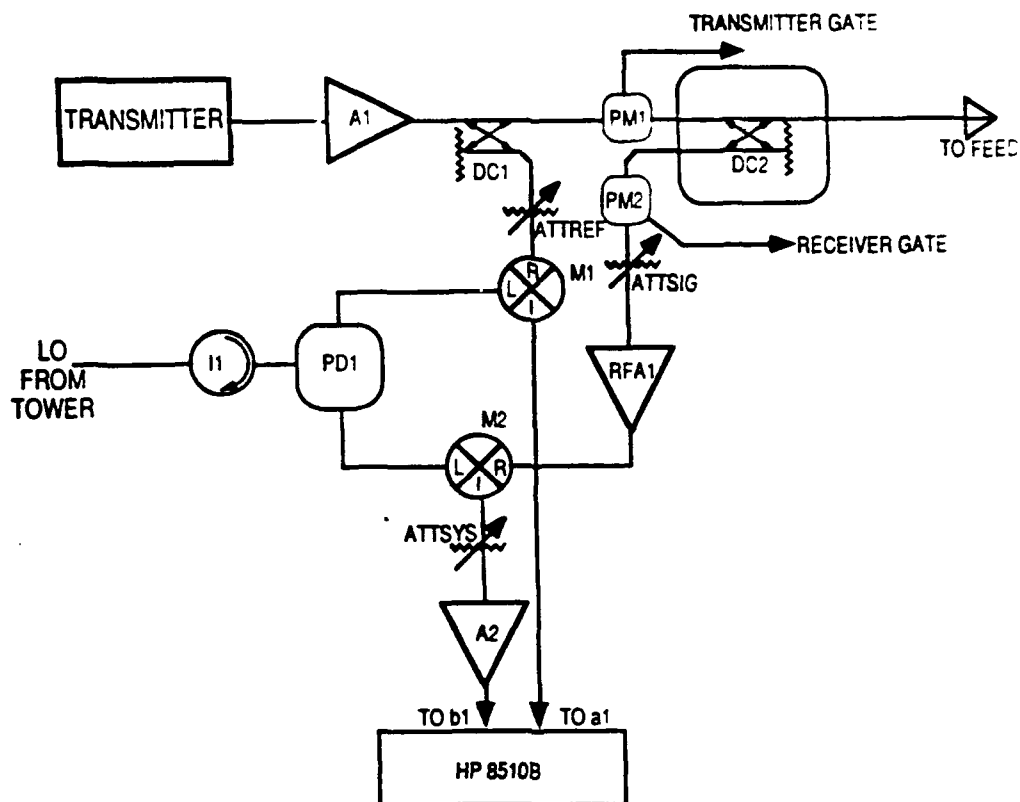 TRANSMITTER GATE
TRANSMITTER
A1
PM1
DC1
DC2
TO FEED
PM2
ATTREF
RECEIVER GATE
R
L
I
M1
ATTSIG
LO
FROM
TOWER
I1
PD1
RFA1
M2
L
R
I
ATTSYS
A2
TO b1
TO a1
HP 8510B